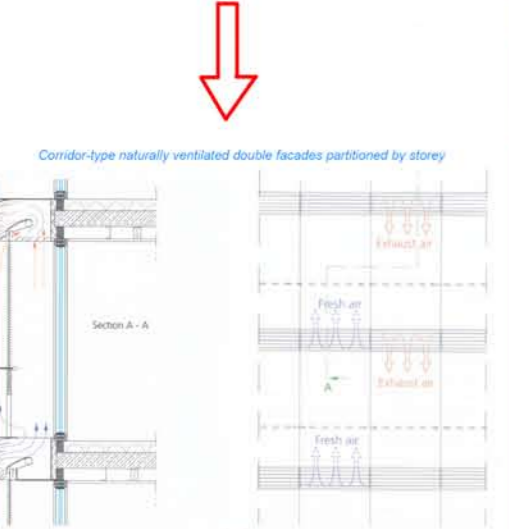 Corridor-type naturally ventilated double facades partitioned by storey
Exhaust air
Fresh air
Section A - A
Exhaust air
A
Fresh air